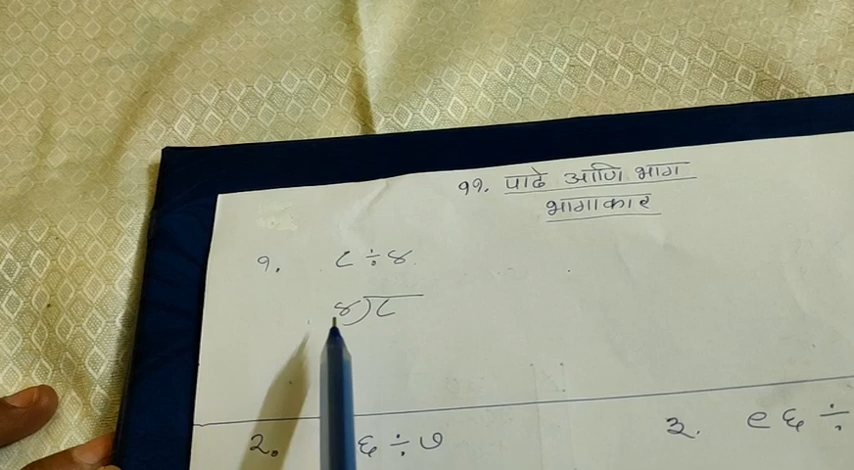 ११. पाढे आणि भाग
भागाकार
१. ८ ÷ ४
४)८
२. ६ ÷ ७
३. ९६ ÷